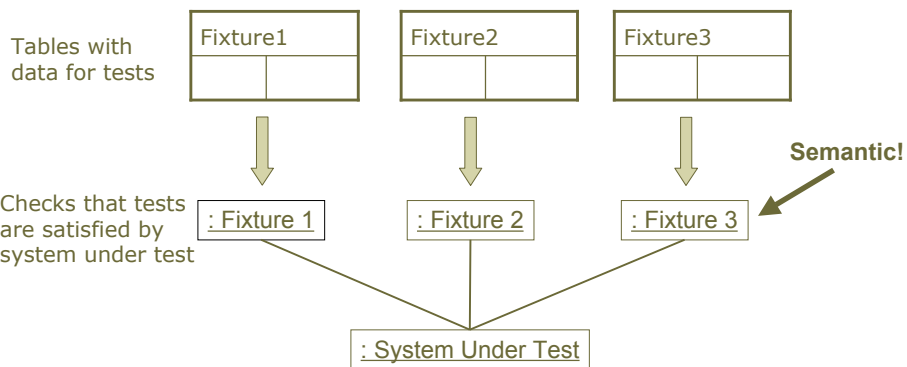 Tables with
data for tests
Fixture1
Fixture2
Fixture3
Semantic!
Checks that tests
are satisfied by
system under test
: Fixture 1
: Fixture 2
: Fixture 3
: System Under Test